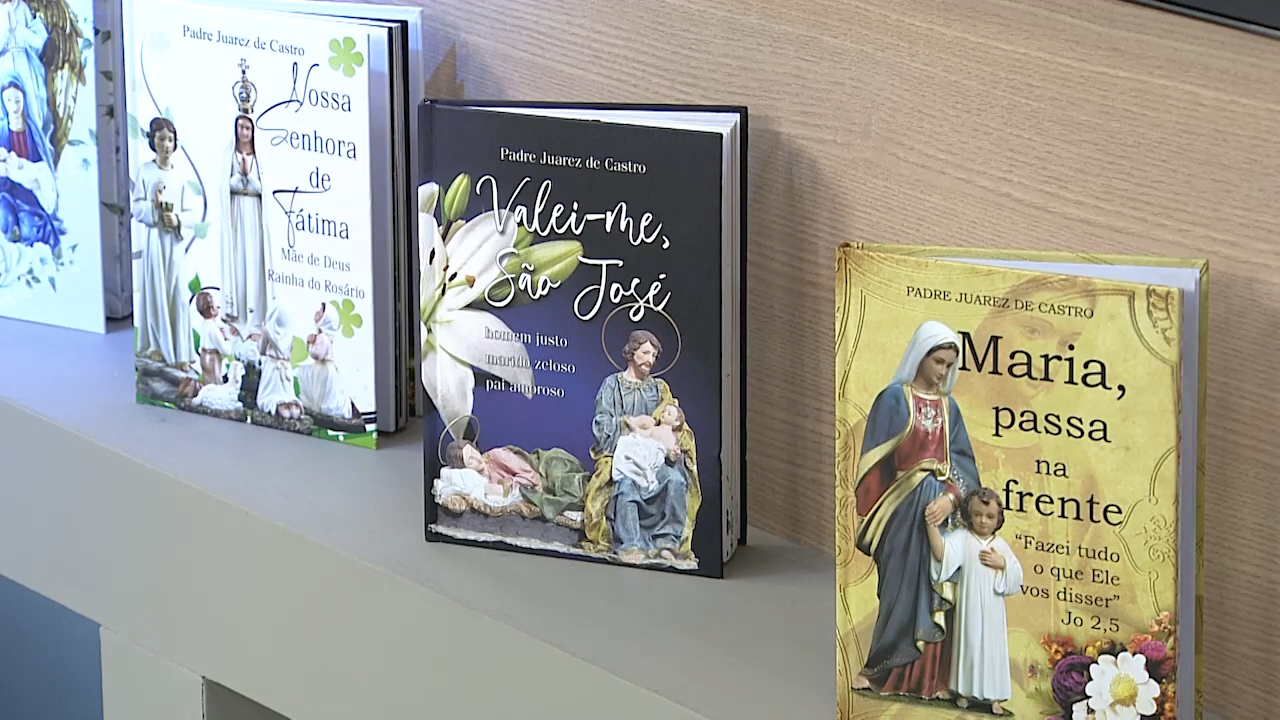 Padre Juarez de Castro
Nossa
Senhora
de
Fátima
Mãe de Deus
Rainha do Rosário
Padre Juarez de Castro
Valei-me,
São José
homem justo
marido zeloso
pai amoroso
PADRE JUAREZ DE CASTRO
Maria,
passa
na
frente
“Fazei tudo
o que Ele
vos disser”
Jo 2,5